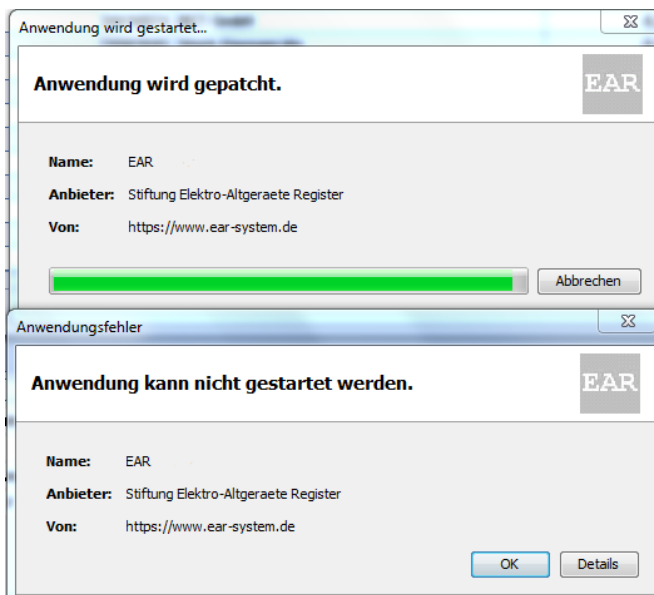 Anwendung wird gestartet...
Anwendung wird gepatcht.
EAR
Name: EAR
Anbieter: Stiftung Elektro-Altgeraete Register
Von: https://www.ear-system.de
Abbrechen
Anwendungsfehler
Anwendung kann nicht gestartet werden.
EAR
Name: EAR
Anbieter: Stiftung Elektro-Altgeraete Register
Von: https://www.ear-system.de
OK Details